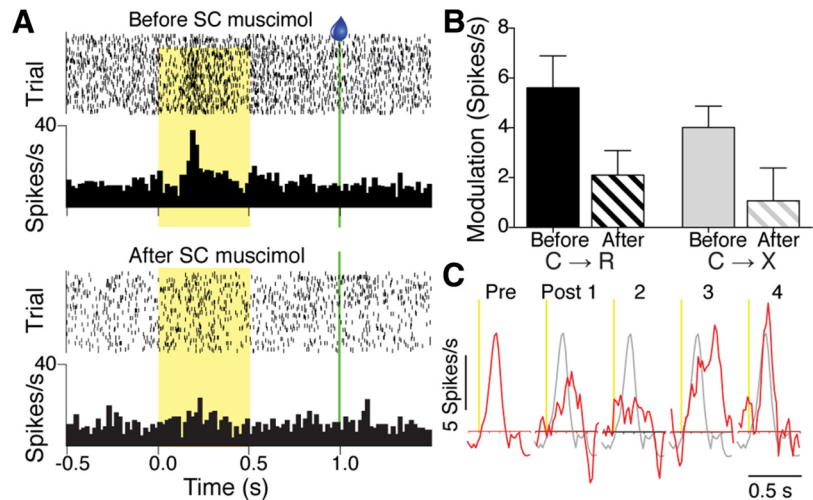 A
Before SC muscimol
Trial
40
Spikes/s
After SC muscimol
Trial
40
Spikes/s
-0.5 0.0 0.5 1.0
Time (s)
B
Modulation (Spikes/s)
8
6
4
2
0
Before After Before After
C → R C → X
C
Pre Post 1 2 3 4
5 Spikes/s
0.5 s